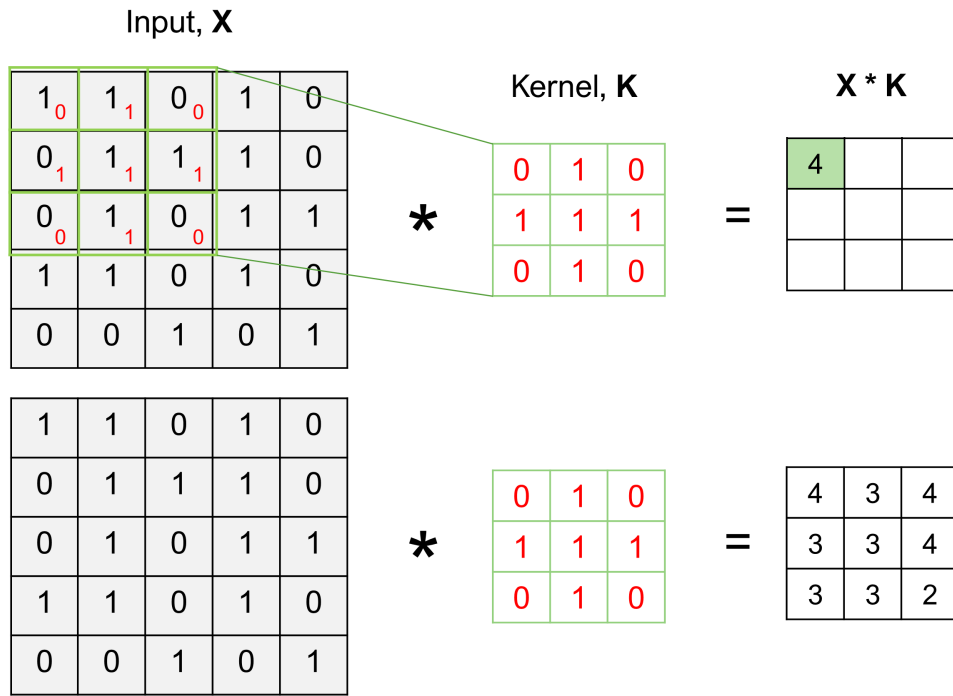 Input, X
Kernel, K
X * K
1 0 1 1 0 0 1 0
0 1 1 1 1 1 1 0
0 0 1 1 0 0 1 1
1 1 0 1 0
0 0 1 0 1
*
0 1 0
1 1 1
0 1 0
=
4
1 1 0 1 0
0 1 1 1 0
0 1 0 1 1
1 1 0 1 0
0 0 1 0 1
*
0 1 0
1 1 1
0 1 0
=
4 3 4
3 3 4
3 3 2